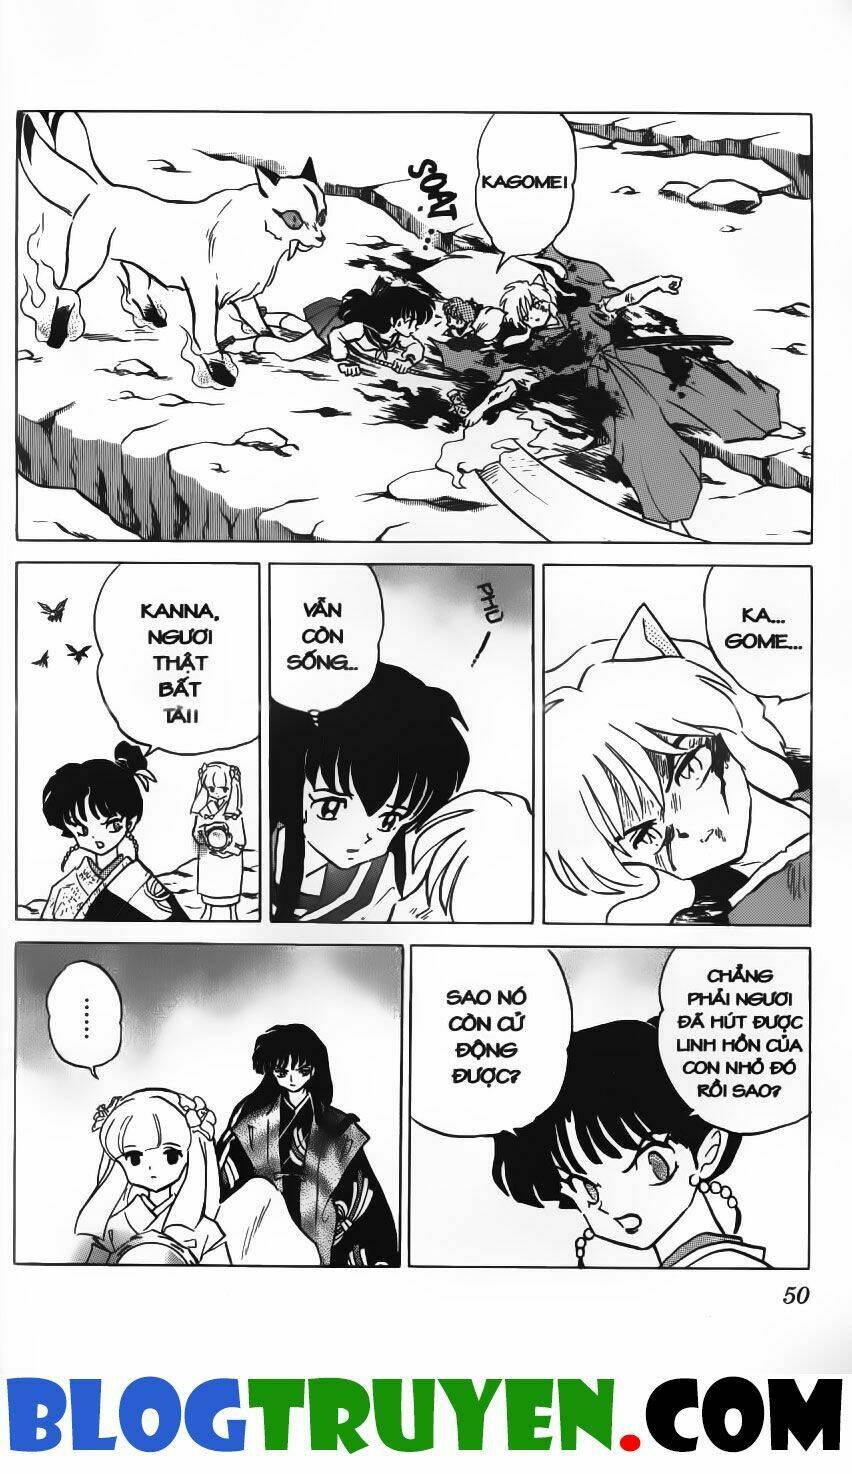 KAGOME!
SOẠT
KA...
GOME...
PHÙ
VẪN
CÒN
SỐNG...
KANNA,
NGƯƠI
THẬT
BẤT
TÀI!
CHẲNG
PHẢI NGƯƠI
ĐÃ HÚT ĐƯỢC
LINH HỒN CỦA
CON NHỎ ĐÓ
RỒI SAO?
SAO NÓ
CÒN CỬ
ĐỘNG
ĐƯỢC?
......
50
BLOGTRUYEN.COM